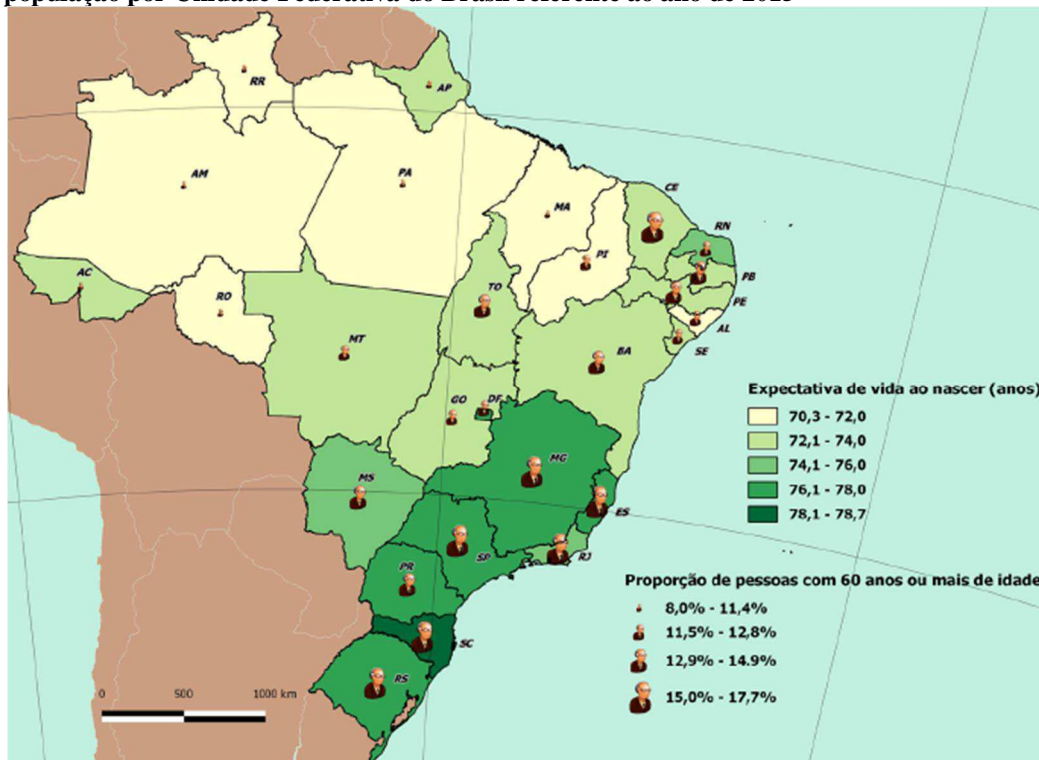 população por Unidade Federativa do Brasil referente ao ano de
RR
AP
AM
PA
MA
CE
RN
PI
PB
PE
AL
SE
AC
RO
TO
MT
BA
GO
DF
MG
MS
ES
SP
RJ
PR
SC
RS
Expectativa de vida ao nascer (anos)
70,3 - 72,0
72,1 - 74,0
74,1 - 76,0
76,1 - 78,0
78,1 - 78,7
Proporção de pessoas com 60 anos ou mais de idade
8,0% - 11,4%
11,5% - 12,8%
12,9% - 14.9%
15,0% - 17,7%
0 500 1000 km